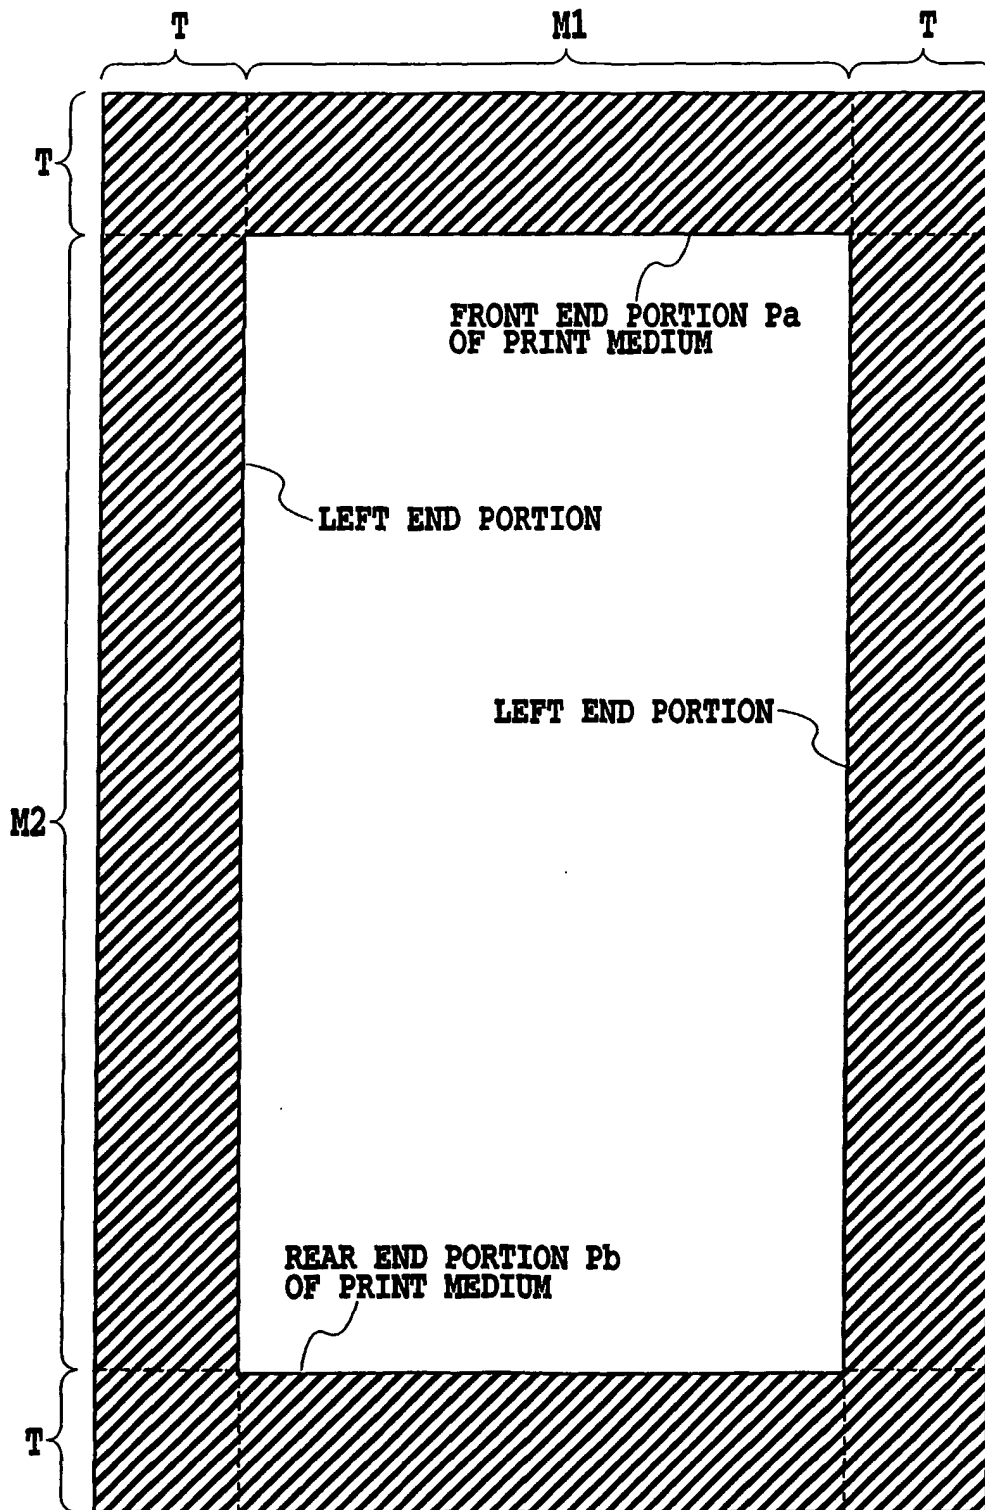 T
M1
T
T
FRONT END PORTION Pa
OF PRINT MEDIUM
LEFT END PORTION
LEFT END PORTION
M2
REAR END PORTION Pb
OF PRINT MEDIUM
T